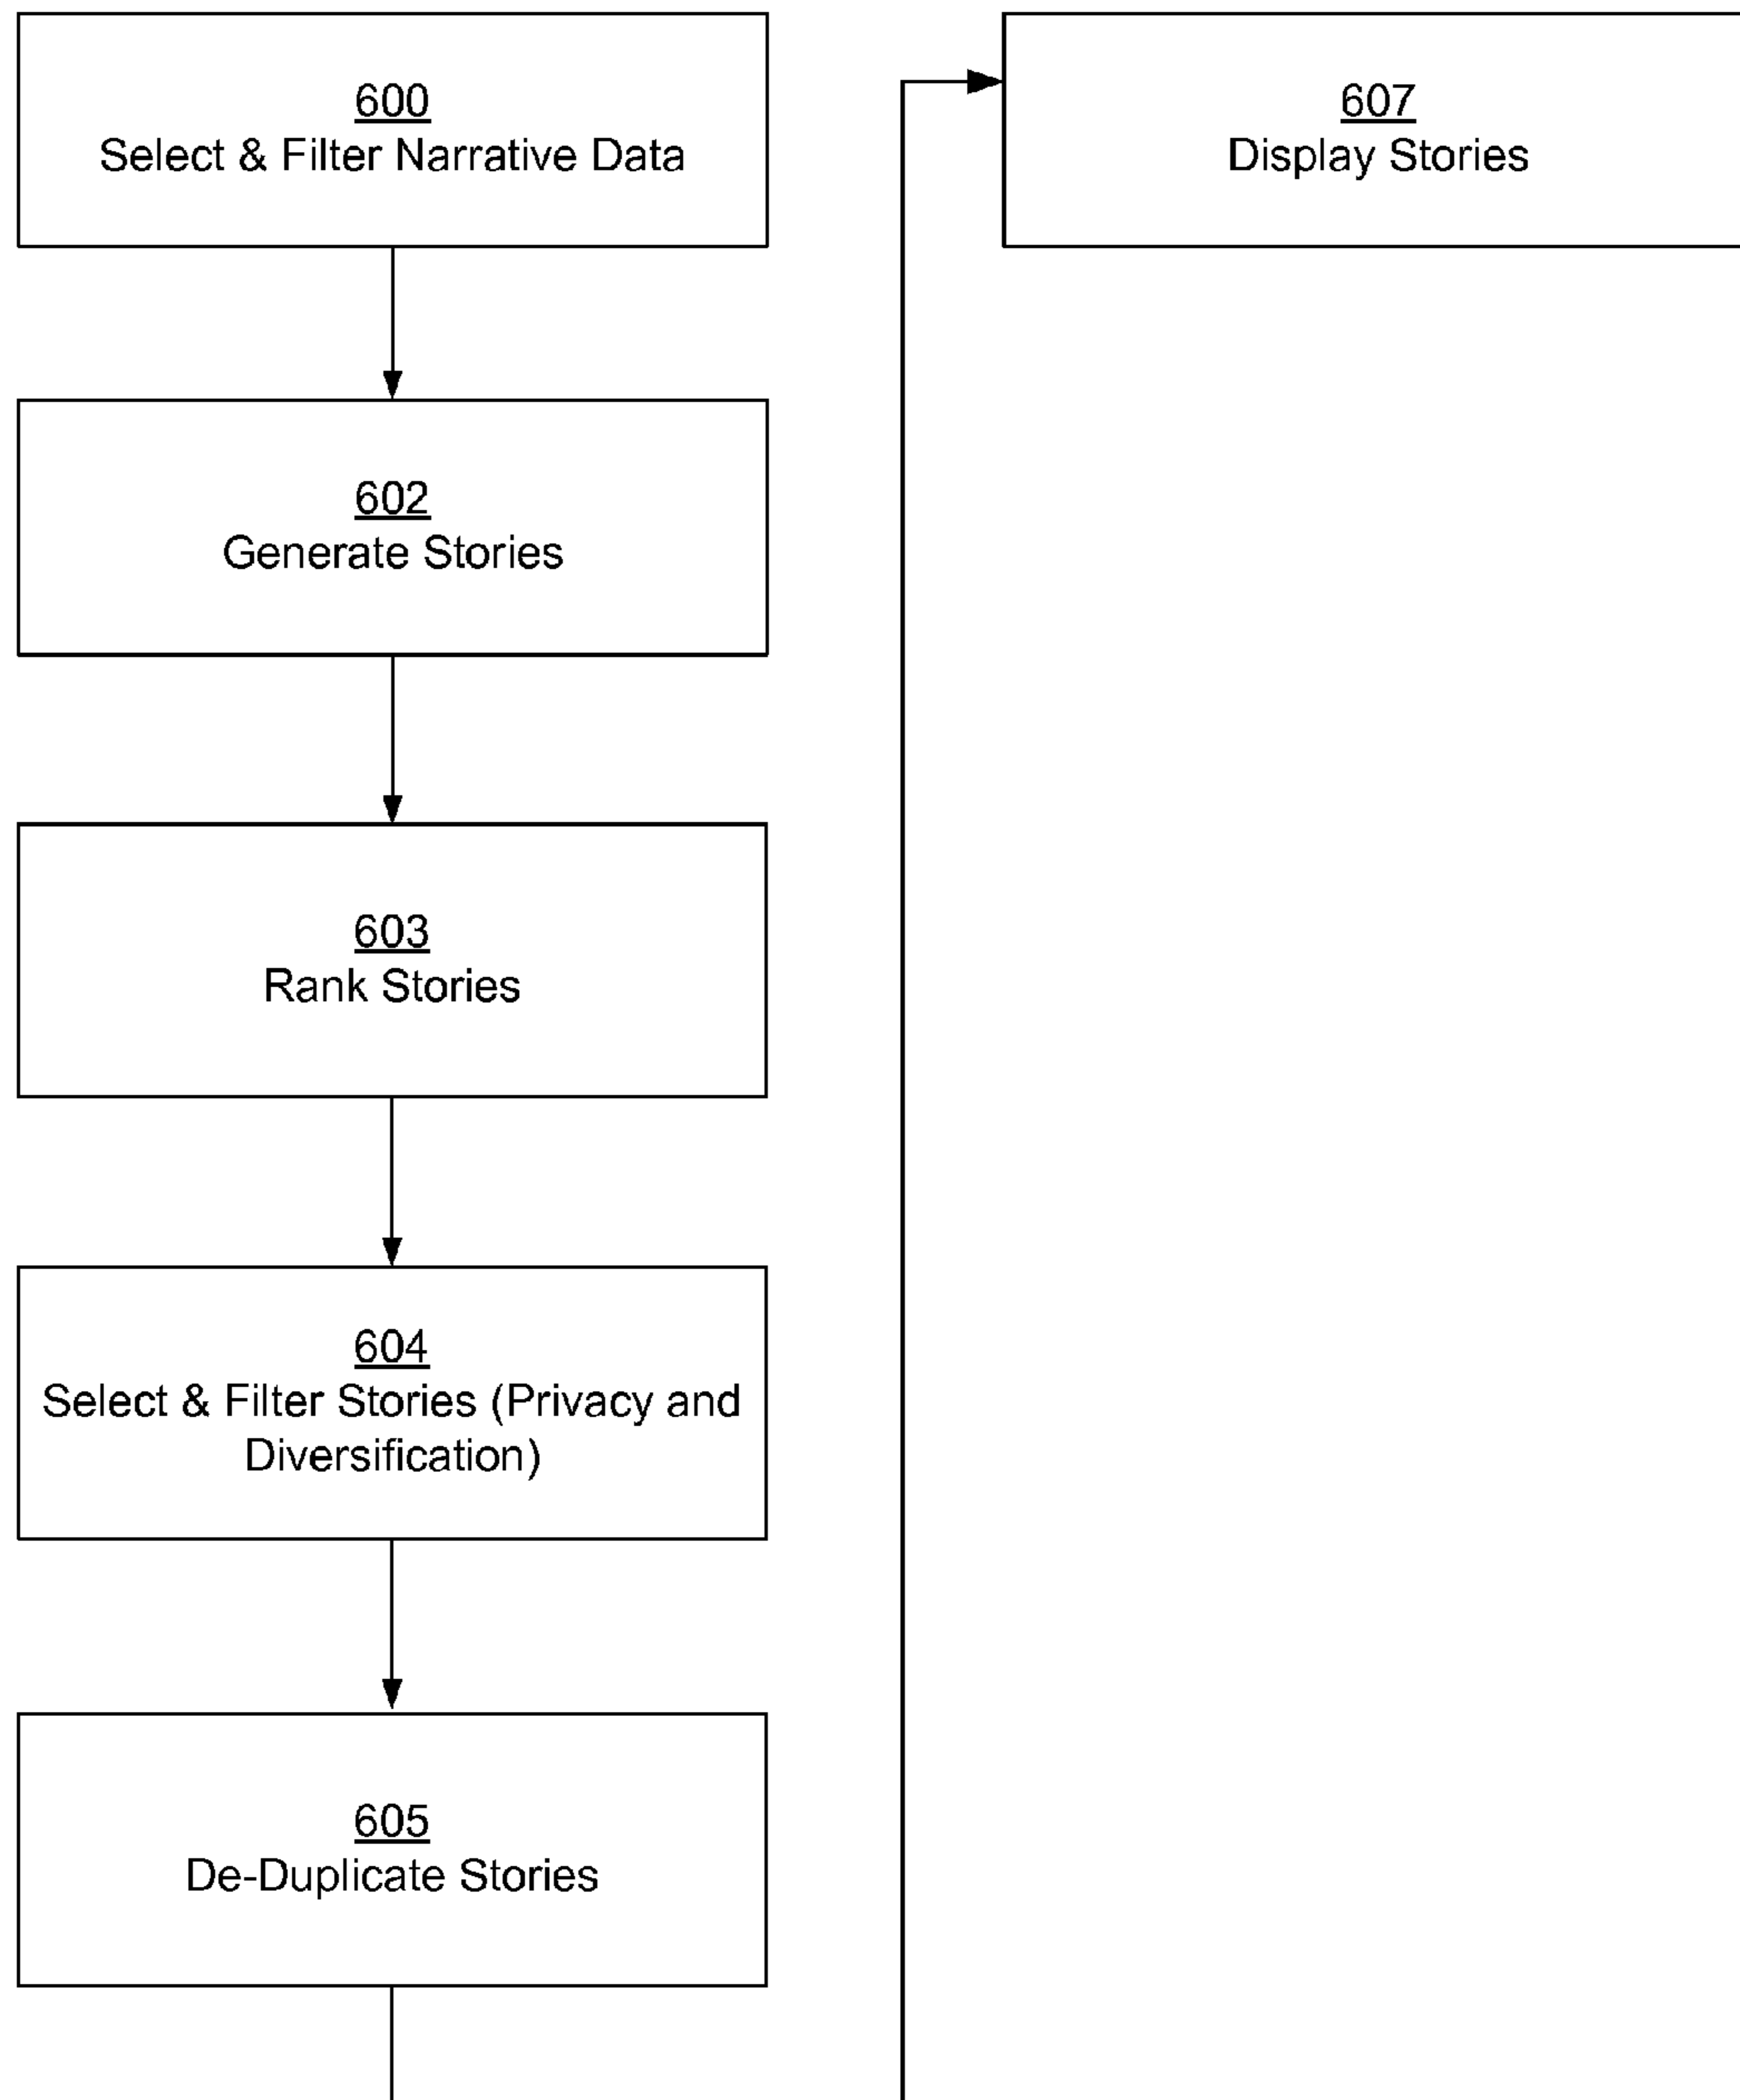 600
Select & Filter Narrative Data
602
Generate Stories
603
Rank Stories
604
Select & Filter Stories (Privacy and
Diversification)
605
De-Duplicate Stories
607
Display Stories